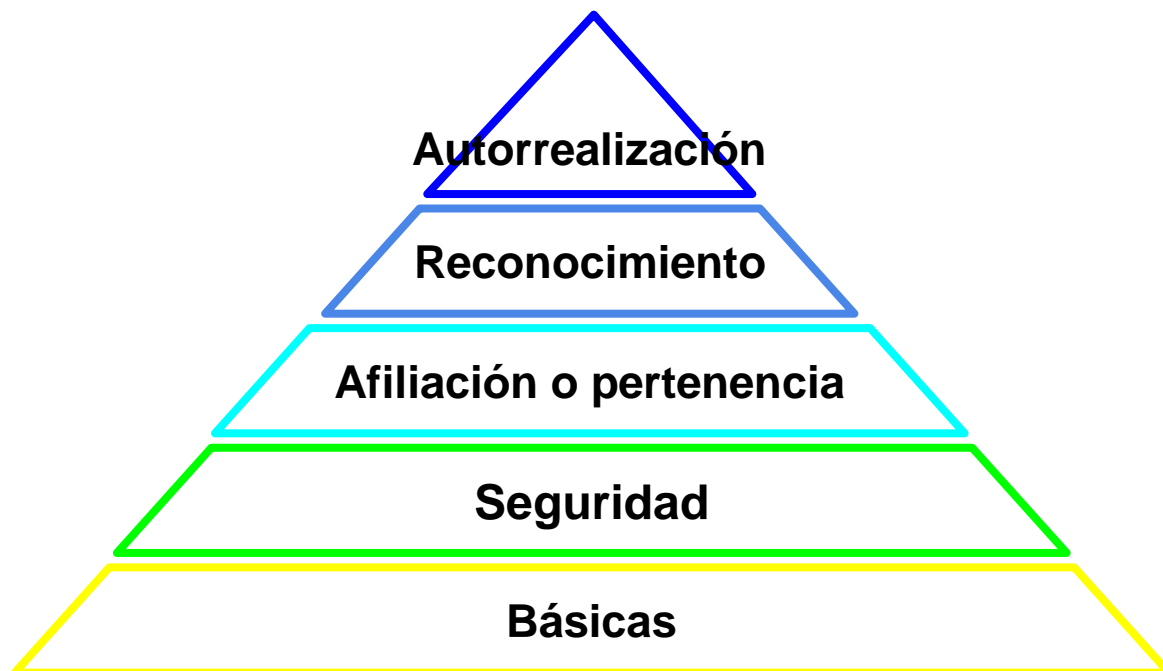 Autorrealización
Reconocimiento
Afiliación o pertenencia
Seguridad
Básicas